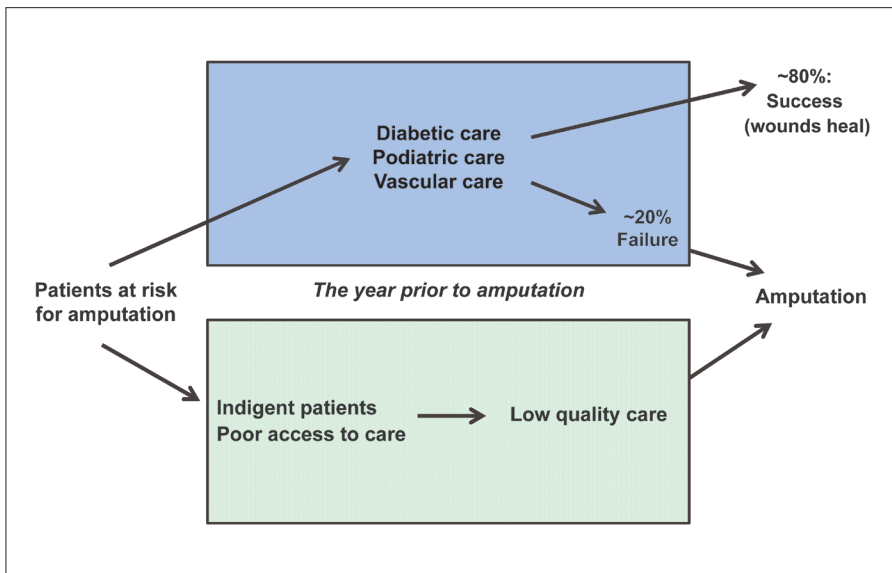 ~80%:
Success
(wounds heal)
Diabetic care
Podiatric care
Vascular care
~20%
Failure
Patients at risk
for amputation
The year prior to amputation
Amputation
Indigent patients
Poor access to care
Low quality care